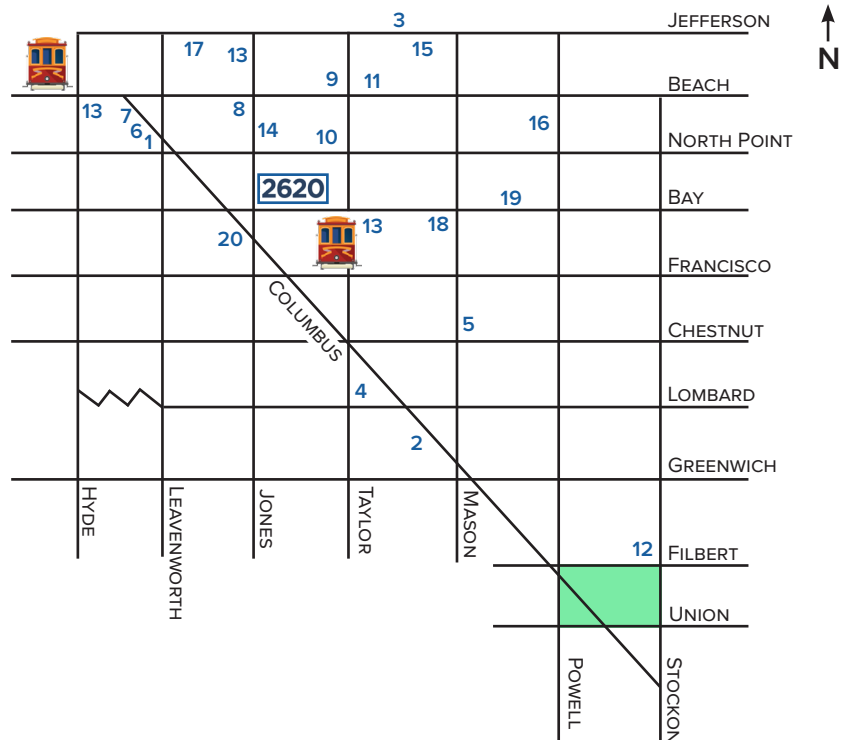 3
JEFFERSON
N
17
13
15
9
11
BEACH
13
7
8
6
14
10
16
1
NORTH POINT
2620
19
BAY
13
18
20
FRANCISCO
COLUMBUS
5
CHESTNUT
4
LOMBARD
2
GREENWICH
HYDE
LEAVENWORTH
JONES
TAYLOR
MASON
12
FILBERT
UNION
POWELL
STOCKON